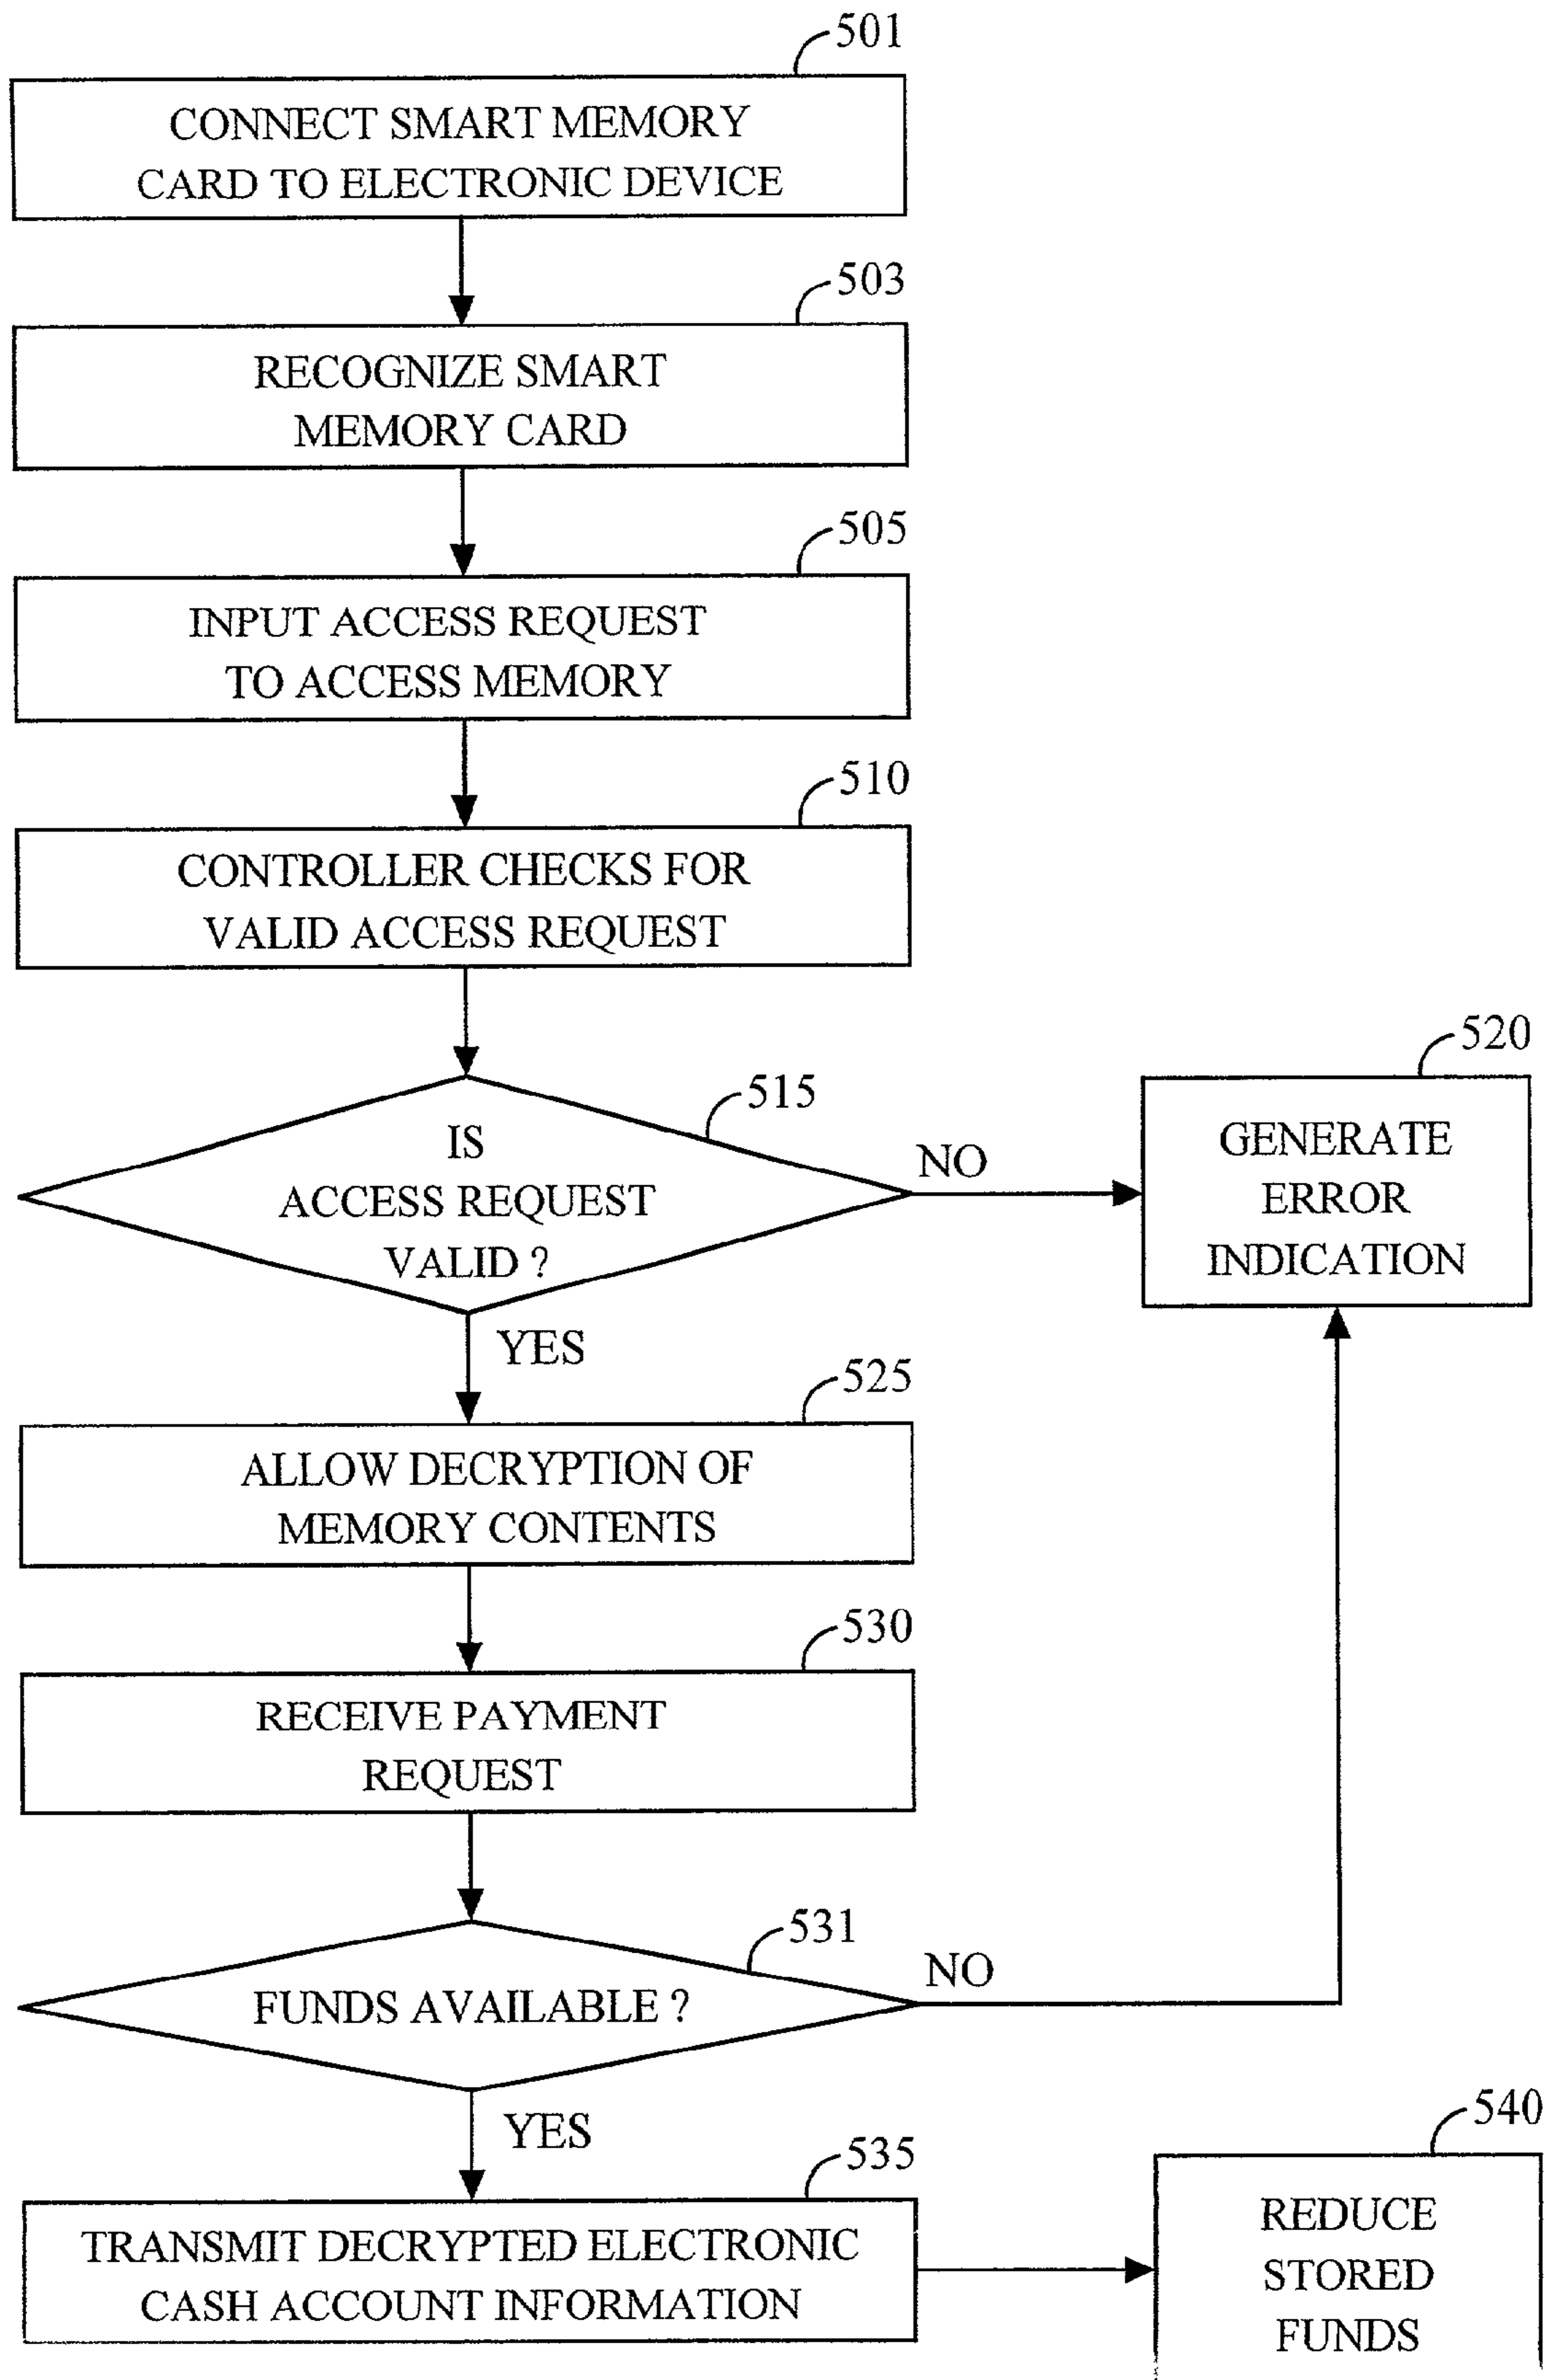 501
CONNECT SMART MEMORY
CARD TO ELECTRONIC DEVICE
503
RECOGNIZE SMART
MEMORY CARD
505
INPUT ACCESS REQUEST
TO ACCESS MEMORY
510
CONTROLLER CHECKS FOR
VALID ACCESS REQUEST
515
IS
ACCESS REQUEST
VALID ?
NO
520
GENERATE
ERROR
INDICATION
YES
525
ALLOW DECRYPTION OF
MEMORY CONTENTS
530
RECEIVE PAYMENT
REQUEST
531
FUNDS AVAILABLE ?
NO
YES
535
TRANSMIT DECRYPTED ELECTRONIC
CASH ACCOUNT INFORMATION
540
REDUCE
STORED
FUNDS